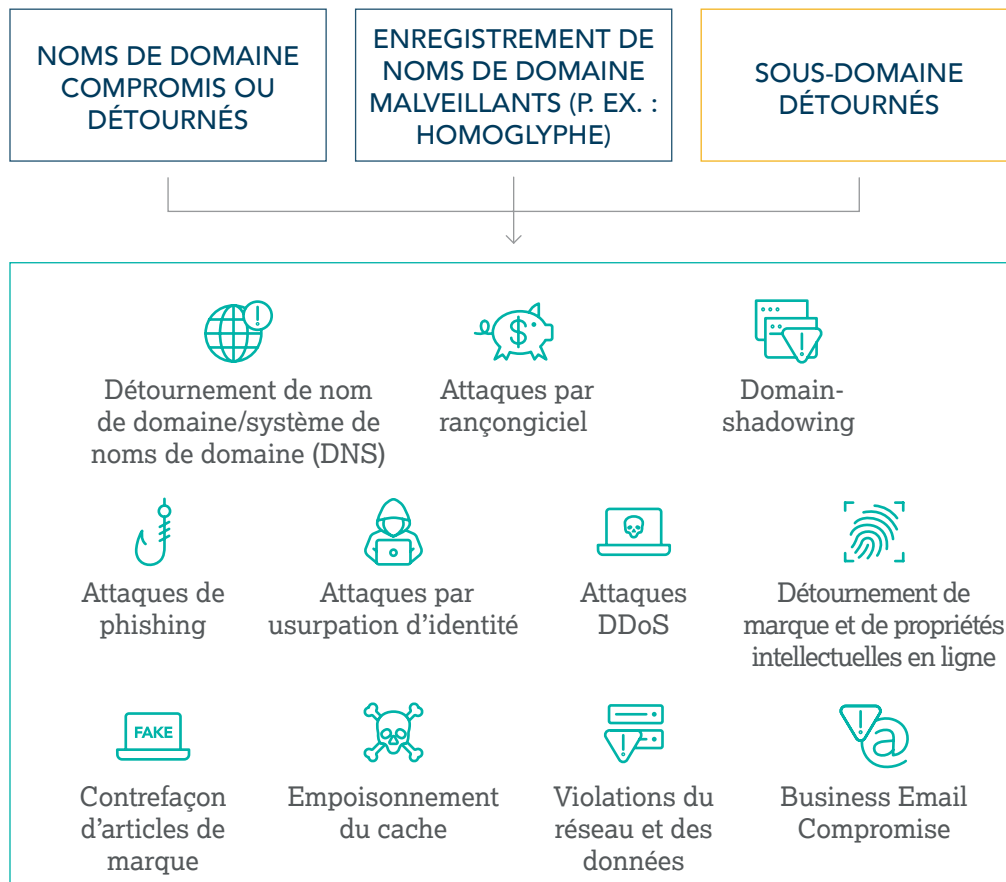 NOMS DE DOMAINE
COMPROMIS OU
DÉTOURNÉS
ENREGISTREMENT DE
NOMS DE DOMAINE
MALVEILLANTS (P. EX. :
HOMOGLYPHE)
SOUS-DOMAINE
DÉTOURNÉS
Détournement de nom
de domaine/système de
noms de domaine (DNS)
Attaques par
rançongiciel
Domain-
shadowing
Attaques de
phishing
Attaques par
usurpation d'identité
Attaques
DDoS
Détournement de
marque et de propriétés
intellectuelles en ligne
FAKE
Contrefaçon
d'articles de
marque
Empoisonnement
du cache
Violations du
réseau et des
données
Business Email
Compromise